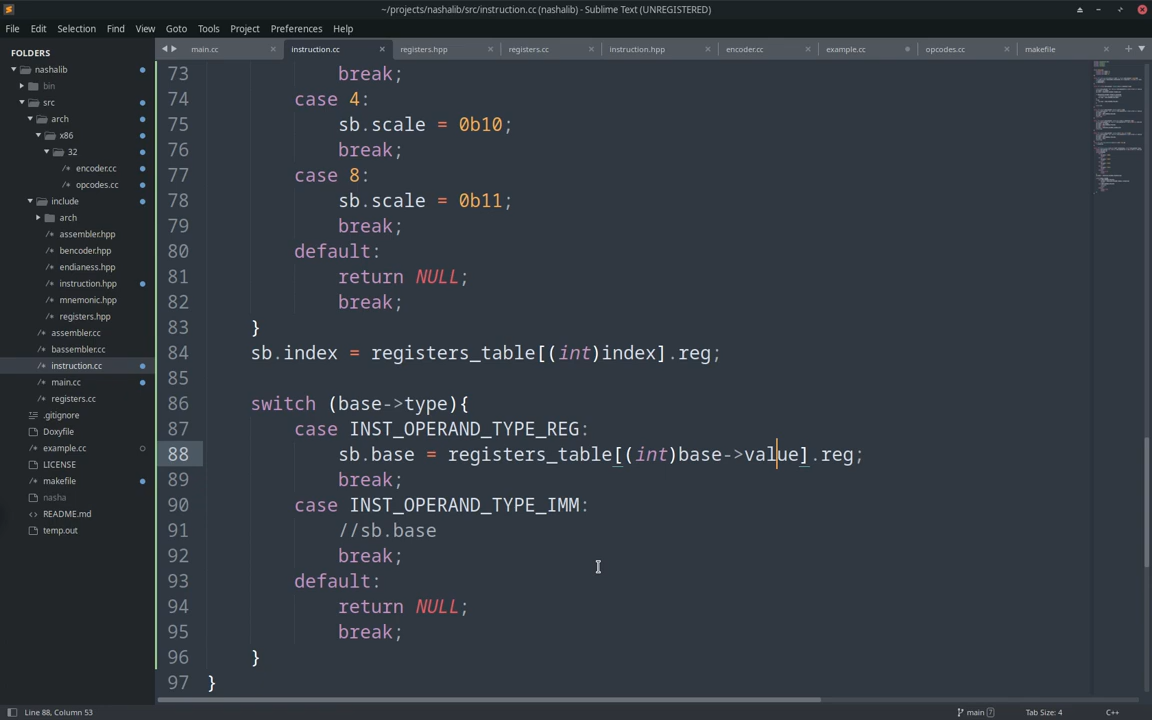 ~/projects/nashalib/src/instruction.cc (nashalib) - Sublime Text (UNREGISTERED)
File Edit Selection Find View Goto Tools Project Preferences Help
FOLDERS
nashalib
bin
src
arch
x86
32
/* encoder.cc
/* opcodes.cc
include
arch
/* assembler.hpp
/* bencoder.hpp
/* endianess.hpp
/* instruction.hpp
/* mnemonic.hpp
/* registers.hpp
/* assembler.cc
/* bassembler.cc
/* instruction.cc
/* main.cc
/* registers.cc
.gitignore
Doxyfile
/* example.cc
LICENSE
/* makefile
nasha
<> README.md
temp.out
main.cc instruction.cc registers.hpp registers.cc instruction.hpp encoder.cc example.cc opcodes.cc makefile
73 break;
74 case 4:
75 sb.scale = 0b10;
76 break;
77 case 8:
78 sb.scale = 0b11;
79 break;
80 default:
81 return NULL;
82 break;
83 }
84 sb.index = registers_table[(int)index].reg;
85
86 switch (base->type){
87 case INST_OPERAND_TYPE_REG:
88 sb.base = registers_table[(int)base->value].reg;
89 break;
90 case INST_OPERAND_TYPE_IMM:
91 //sb.base
92 break;
93 default:
94 return NULL;
95 break;
96 }
97 }
Line 88, Column 53 main 7 Tab Size: 4 C++